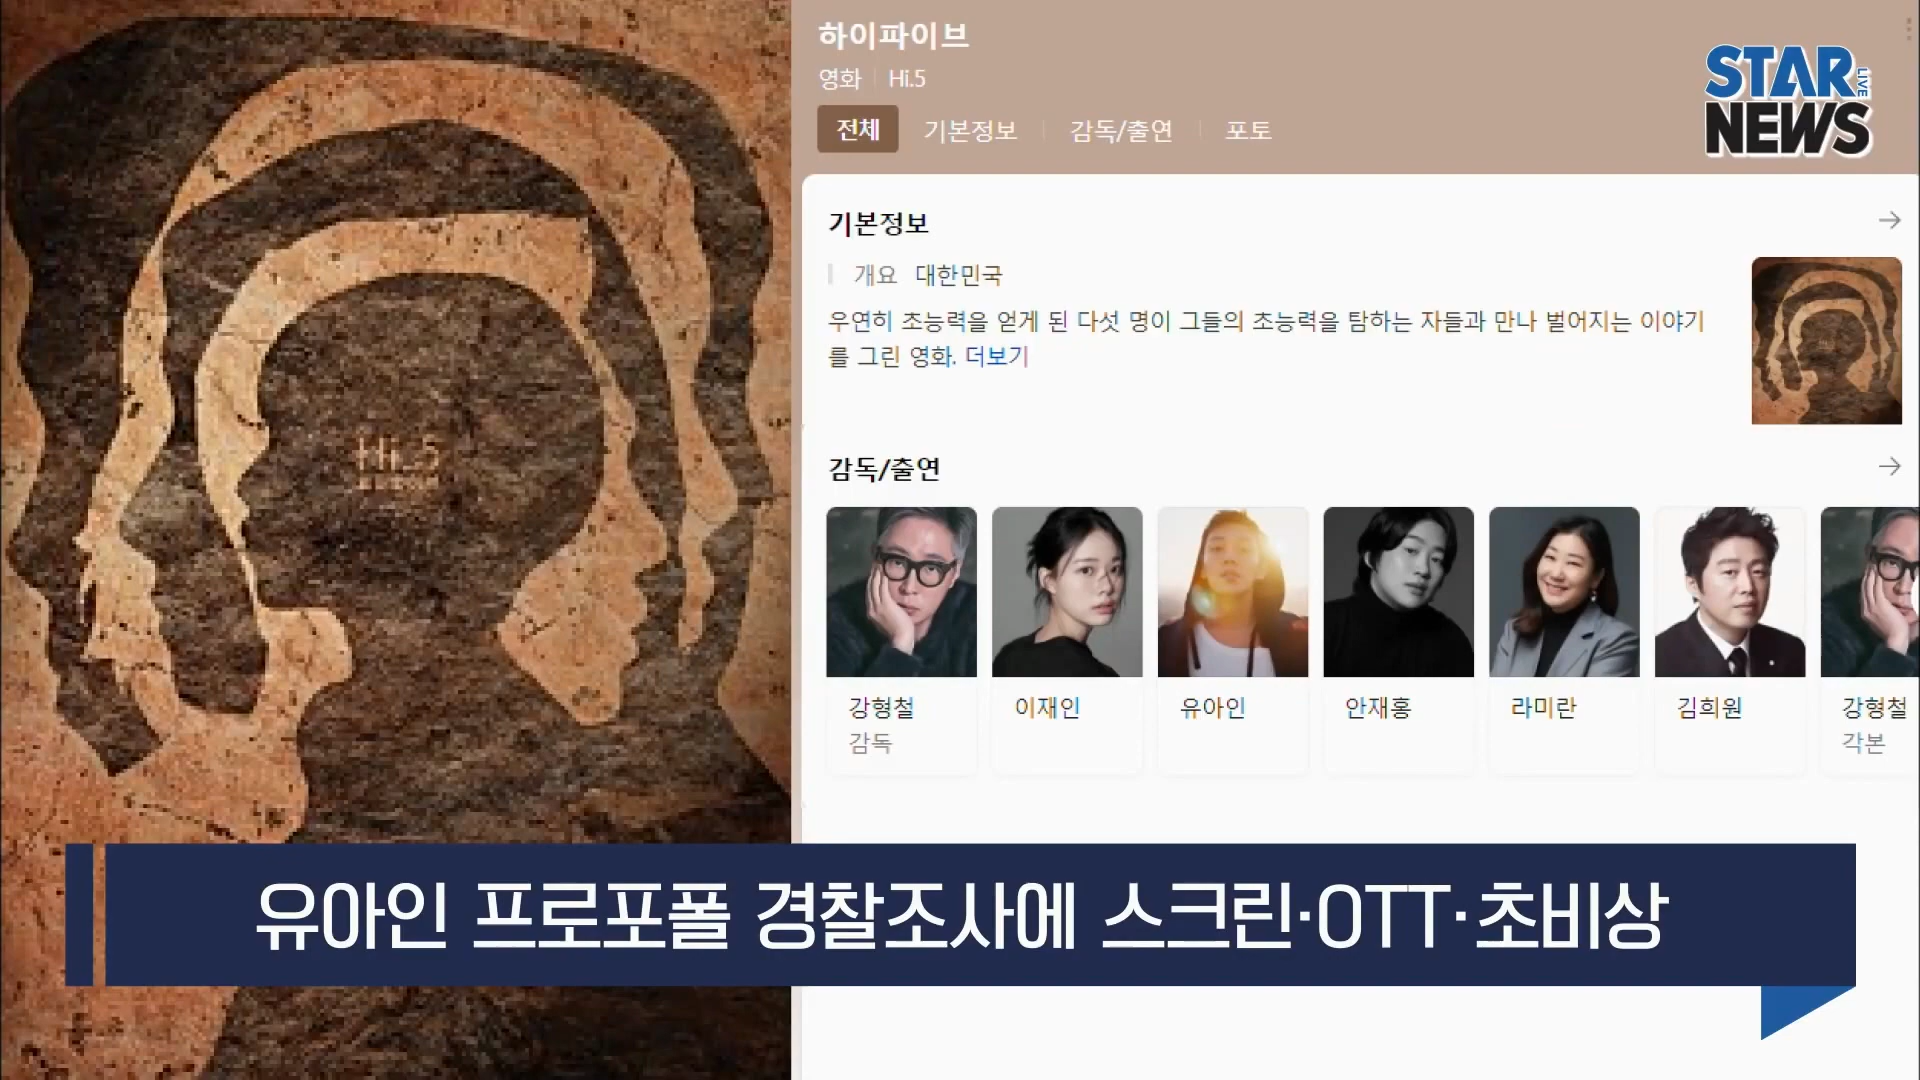 하이파이브
영화 Hi.5
전체 기본정보 감독/출연 포토
STAR LIVE
NEWS
기본정보
개요 대한민국
우연히 초능력을 얻게 된 다섯 명이 그들의 초능력을 탐하는 자들과 만나 벌어지는 이야기
를 그린 영화. 더보기
Hi.5
감독/출연
강형철 이재인 유아인 안재홍 라미란 김희원 강형철
감독 각본
유아인 프로포폴 경찰조사에 스크린·OTT·초비상